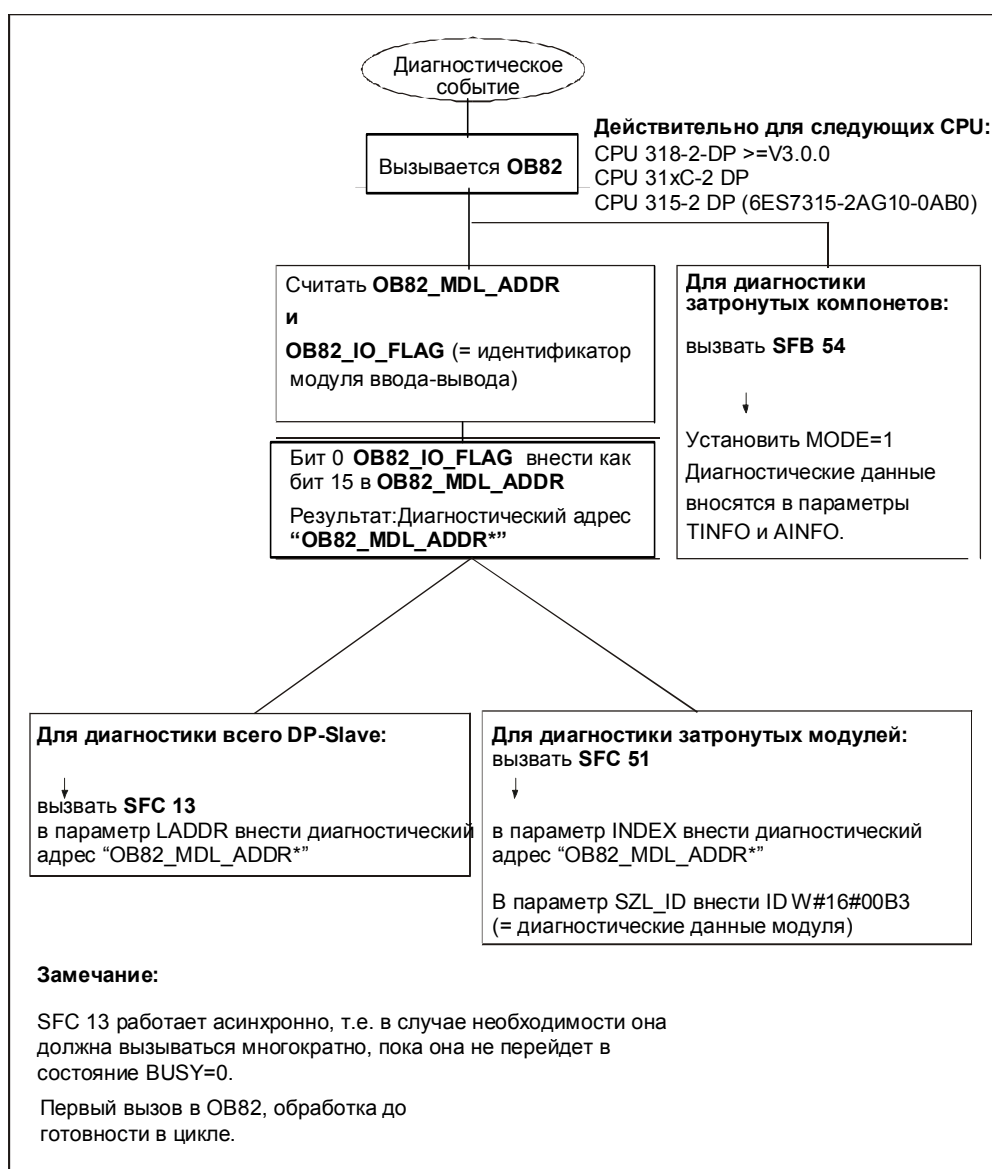 Диагностическое
событие
Вызывается OB82
Действительно для следующих CPU:
CPU 318-2-DP >=V3.0.0
CPU 31xC-2 DP
CPU 315-2 DP (6ES7315-2AG10-0AB0)
Считать OB82_MDL_ADDR
и
OB82_IO_FLAG (= идентификатор
модуля ввода-вывода)
Для диагностики
затронутых компонетов:
вызвать SFB 54
Установить MODE=1
Диагностические данные
вносятся в параметры
TINFO и AINFO.
Бит 0 OB82_IO_FLAG внести как
бит 15 в OB82_MDL_ADDR
Результат:Диагностический адрес
“OB82_MDL_ADDR*”
Для диагностики всего DP-Slave:
вызвать SFC 13
в параметр LADDR внести диагностический
адрес “OB82_MDL_ADDR*”
Для диагностики затронутых модулей:
вызвать SFC 51
в параметр INDEX внести диагностический
адрес “OB82_MDL_ADDR*”
В параметр SZL_ID внести ID W#16#00B3
(= диагностические данные модуля)
Замечание:
SFC 13 работает асинхронно, т.е. в случае необходимости она
должна вызываться многократно, пока она не перейдет в
состояние BUSY=0.
Первый вызов в OB82, обработка до
готовности в цикле.